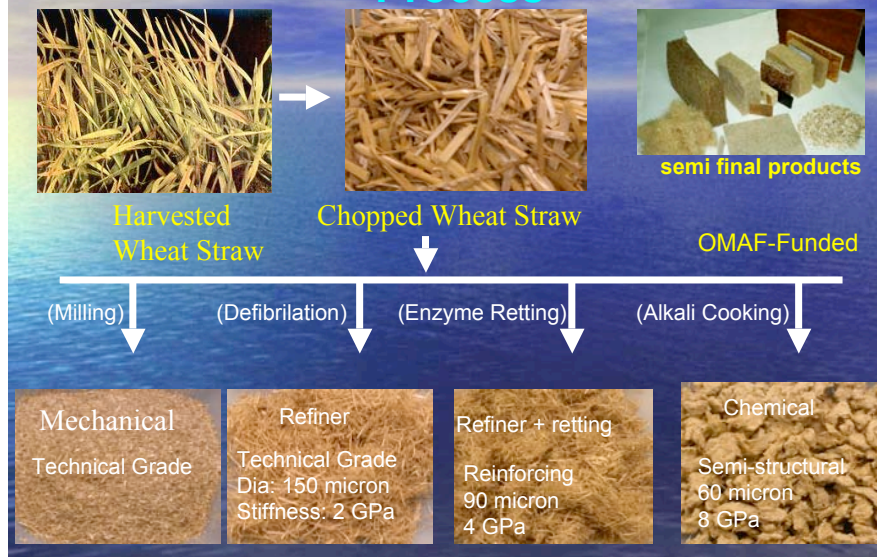 Process
semi final products
Harvested
Wheat Straw
Chopped Wheat Straw
OMAF-Funded
(Milling)
(Defibrilation)
(Enzyme Retting)
(Alkali Cooking)
Mechanical
Technical Grade
Refiner
Technical Grade
Dia: 150 micron
Stiffness: 2 GPa
Refiner + retting
Reinforcing
90 micron
4 GPa
Chemical
Semi-structural
60 micron
8 GPa